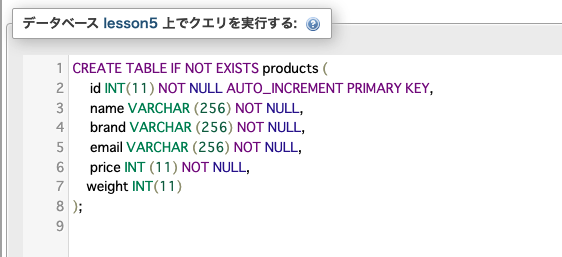 データベース lesson5 上でクエリを実行する:
1 CREATE TABLE IF NOT EXISTS products (
2 id INT(11) NOT NULL AUTO_INCREMENT PRIMARY KEY,
3 name VARCHAR (256) NOT NULL,
4 brand VARCHAR (256) NOT NULL,
5 email VARCHAR (256) NOT NULL,
6 price INT (11) NOT NULL,
7 weight INT(11)
8 );
9